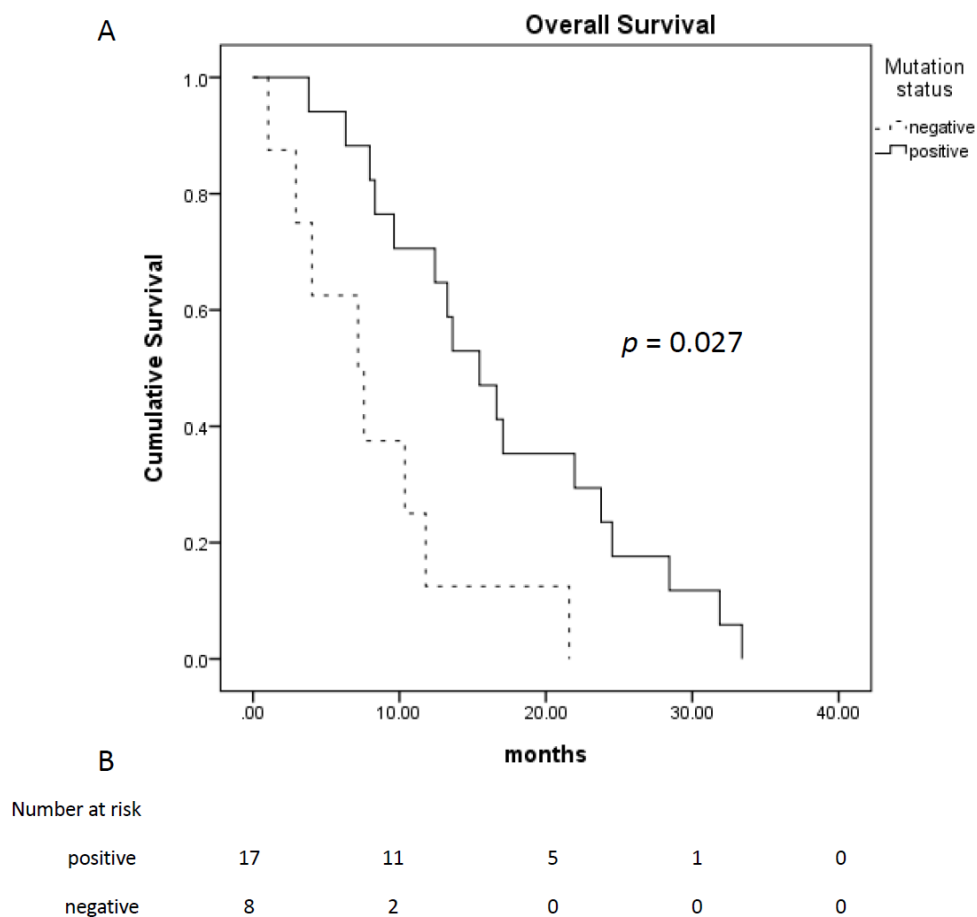 A
Overall Survival
Mutation
status
negative
positive
1.0
0.8
0.6
0.4
0.2
0.0
Cumulative Survival
p = 0.027
.00 10.00 20.00 30.00 40.00
months
B
Number at risk
positive 17 11 5 1 0
negative 8 2 0 0 0